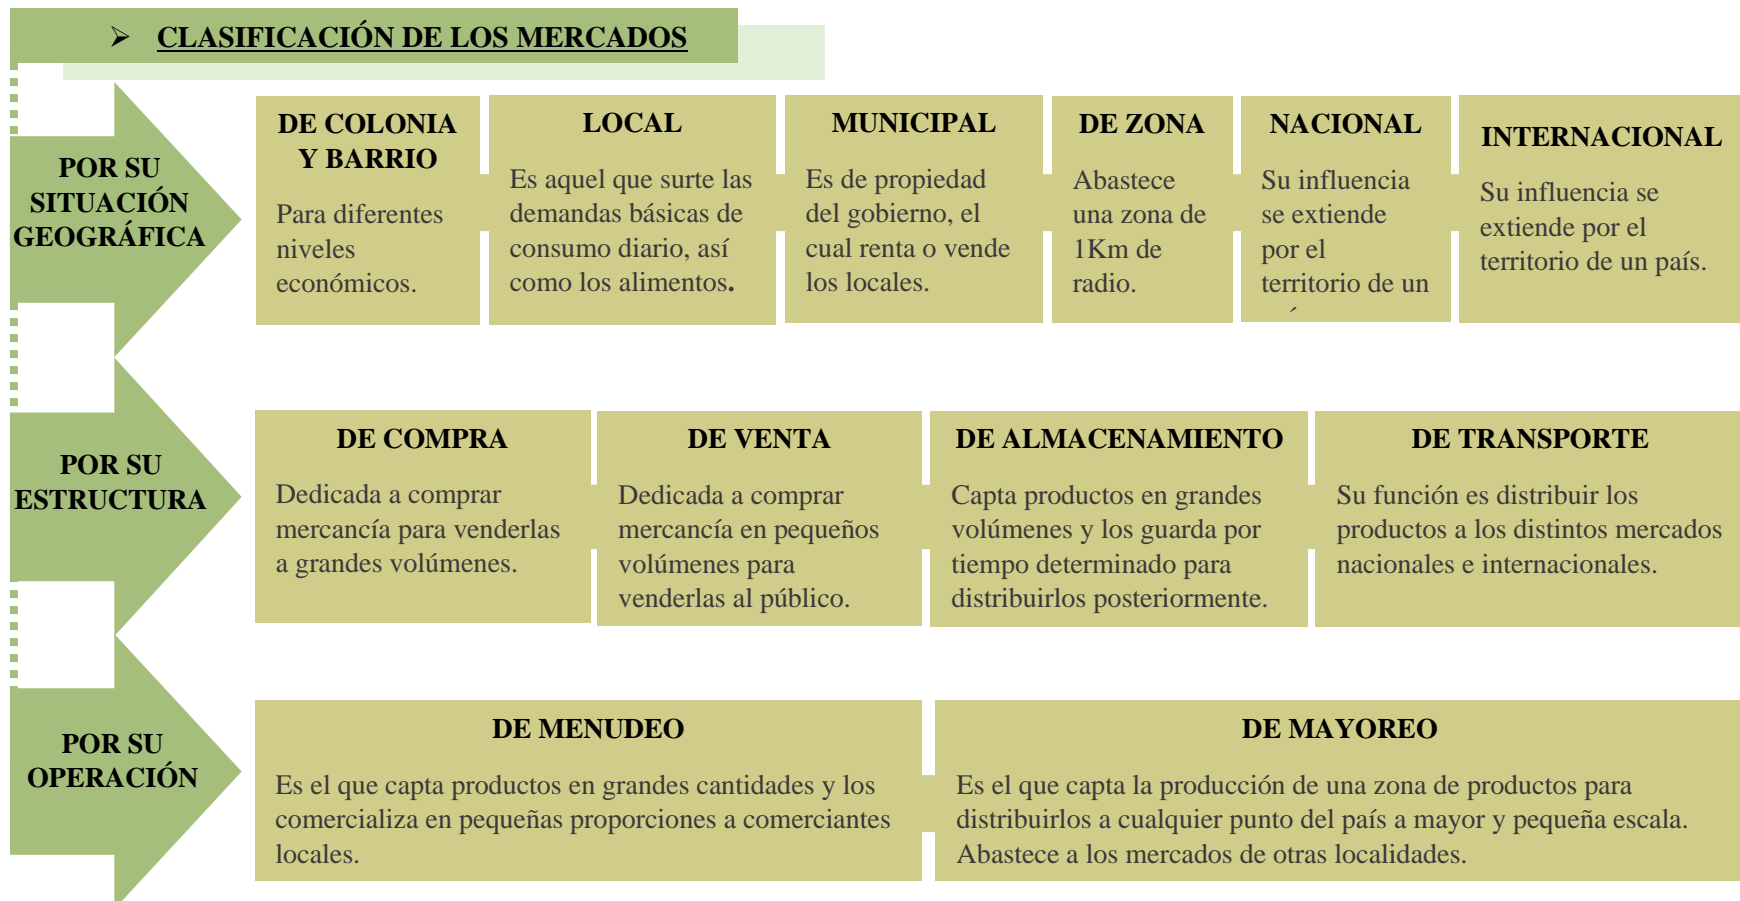 ➢ CLASIFICACIÓN DE LOS MERCADOS
POR SU
SITUACIÓN
GEOGRÁFICA
DE COLONIA
Y BARRIO
Para diferentes
niveles
económicos.
LOCAL
Es aquel que surte las
demandas básicas de
consumo diario, así
como los alimentos.
MUNICIPAL
Es de propiedad
del gobierno, el
cual renta o vende
los locales.
DE ZONA
Abastece
una zona de
1Km de
radio.
NACIONAL
Su influencia
se extiende
por el
territorio de un
INTERNACIONAL
Su influencia se
extiende por el
territorio de un país.
POR SU
ESTRUCTURA
DE COMPRA
Dedicada a comprar
mercancía para venderlas
a grandes volúmenes.
DE VENTA
Dedicada a comprar
mercancía en pequeños
volúmenes para
venderlas al público.
DE ALMACENAMIENTO
Capta productos en grandes
volúmenes y los guarda por
tiempo determinado para
distribuirlos posteriormente.
DE TRANSPORTE
Su función es distribuir los
productos a los distintos mercados
nacionales e internacionales.
POR SU
OPERACIÓN
DE MENUDEO
Es el que capta productos en grandes cantidades y los
comercializa en pequeñas proporciones a comerciantes
locales.
DE MAYOREO
Es el que capta la producción de una zona de productos para
distribuirlos a cualquier punto del país a mayor y pequeña escala.
Abastece a los mercados de otras localidades.